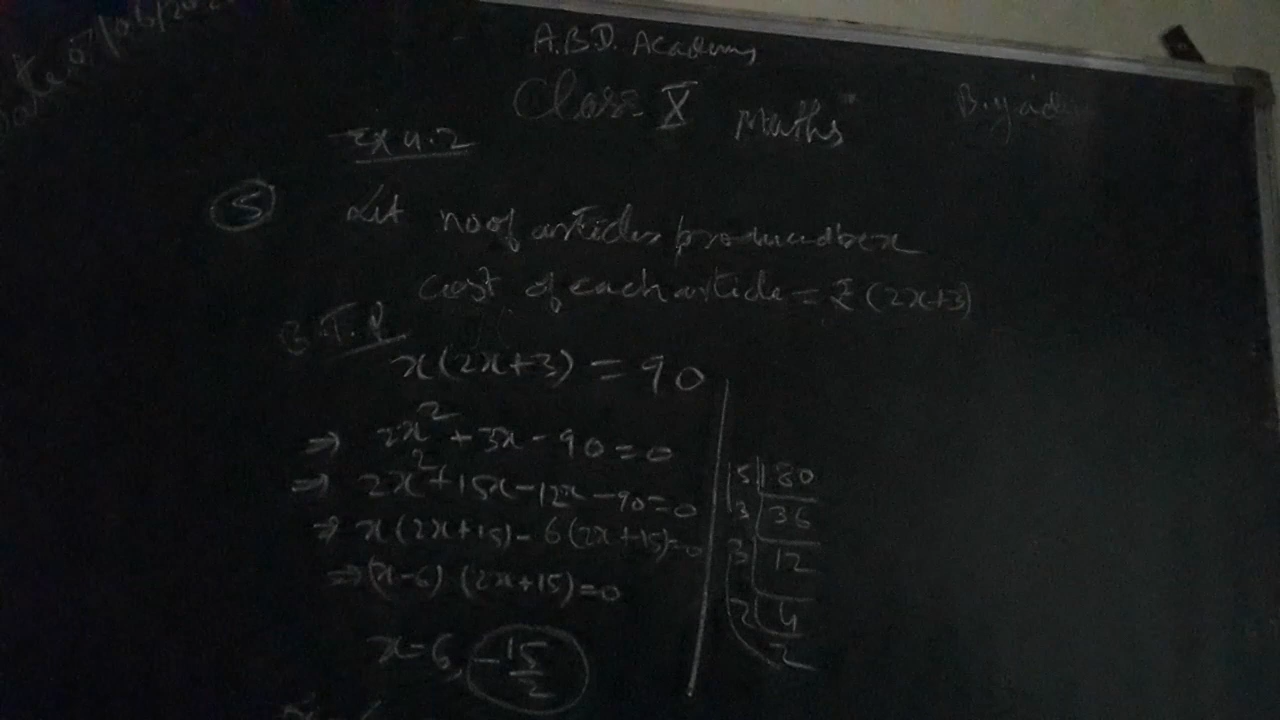 A.B.D. Academy
Class X Maths
Ex 4.2
5 Let no of articles produced be x
cost of each article = ₹ (2x+3)
x(2x+3) = 90
⇒ 2x² + 3x - 90 = 0
⇒ 2x² + 15x - 12x - 90 = 0
⇒ x(2x+15) - 6(2x+15) = 0
⇒ (x-6) (2x+15) = 0
x = 6, -15/2
5 | 180
3 | 36
3 | 12
2 | 4
2